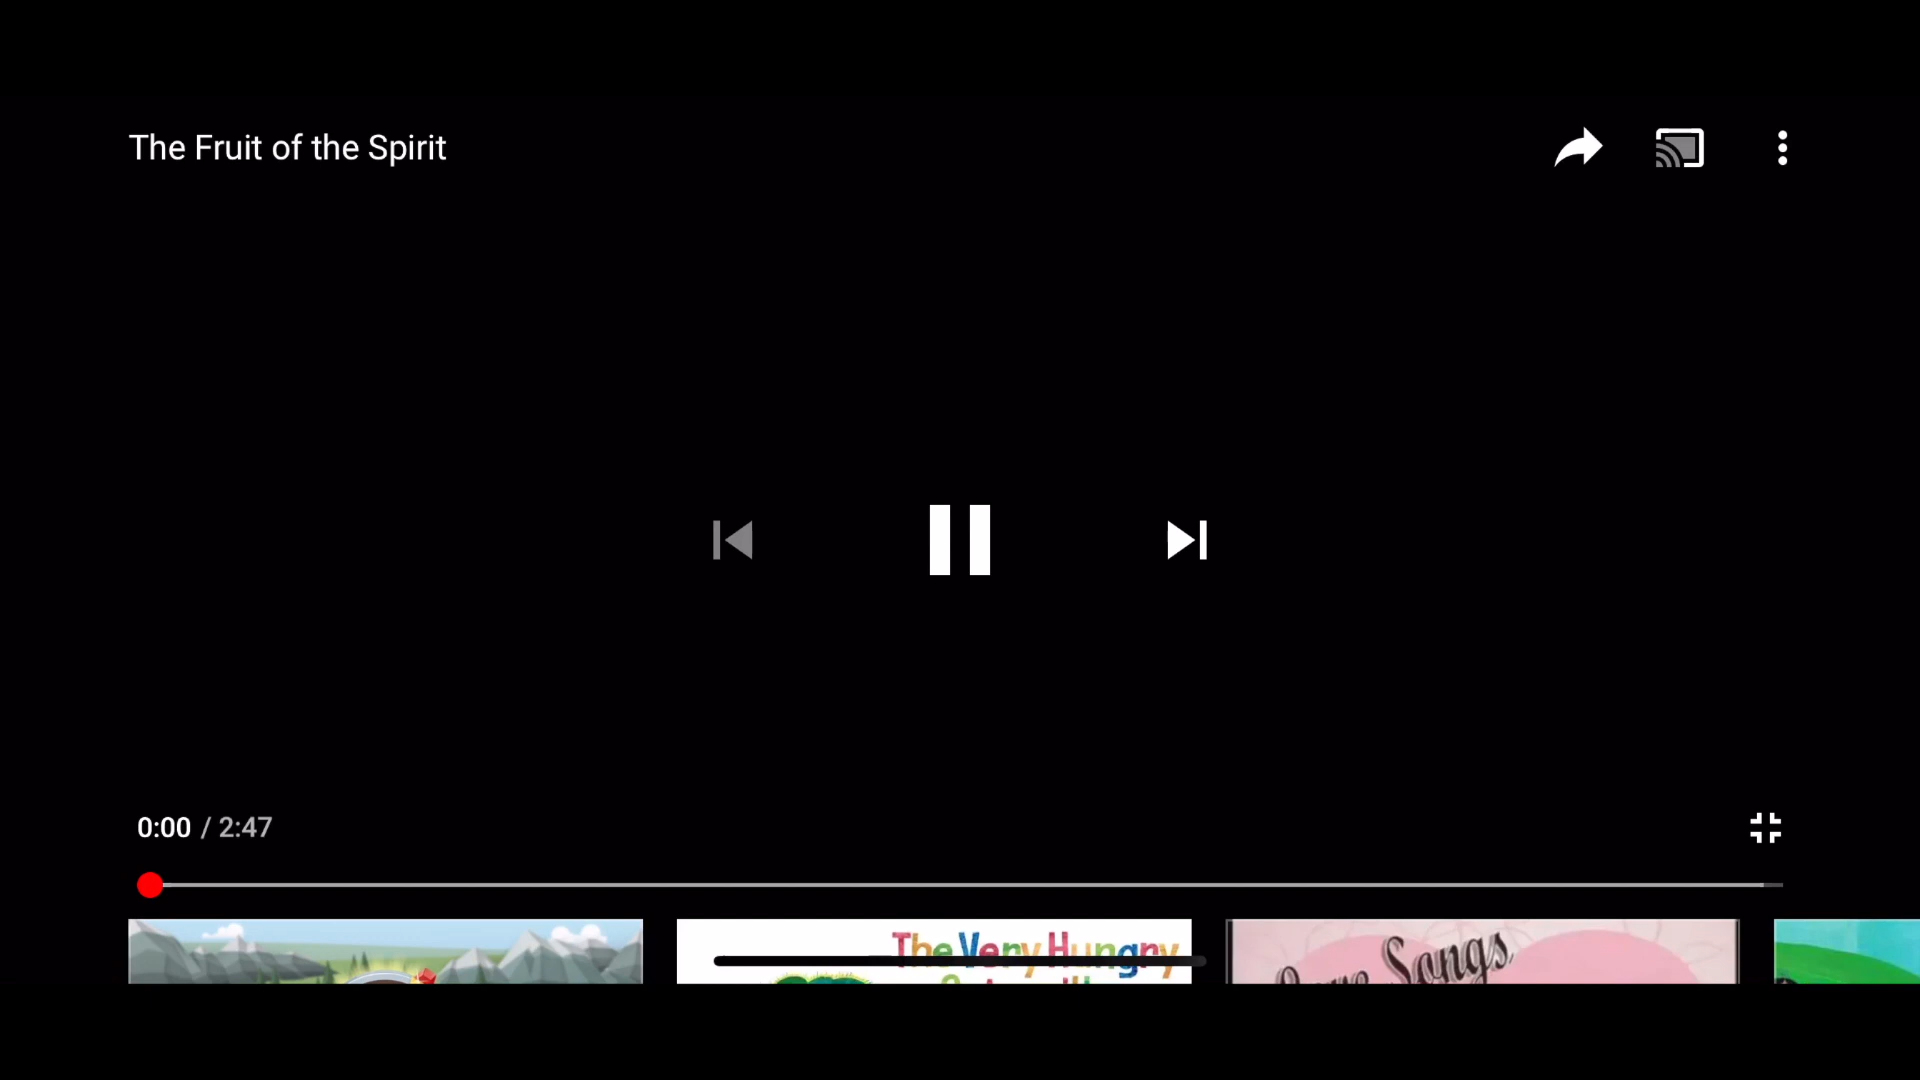 The Fruit of the Spirit
0:00 / 2:47
The Very Hungry
Songs